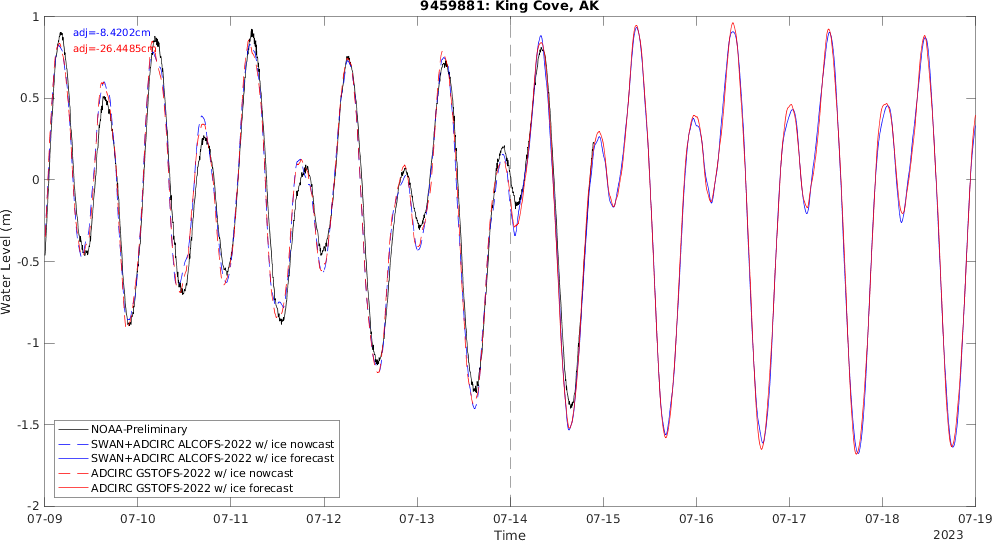 9459881: King Cove, AK
adj=-8.4202cm
adj=-26.4485cm
Water Level (m)
1
0.5
0
-0.5
-1
-1.5
-2
NOAA-Preliminary
SWAN+ADCIRC ALCOFS-2022 w/ ice nowcast
SWAN+ADCIRC ALCOFS-2022 w/ ice forecast
ADCIRC GSTOFS-2022 w/ ice nowcast
ADCIRC GSTOFS-2022 w/ ice forecast
07-09 07-10 07-11 07-12 07-13 07-14 07-15 07-16 07-17 07-18 07-19
Time
2023